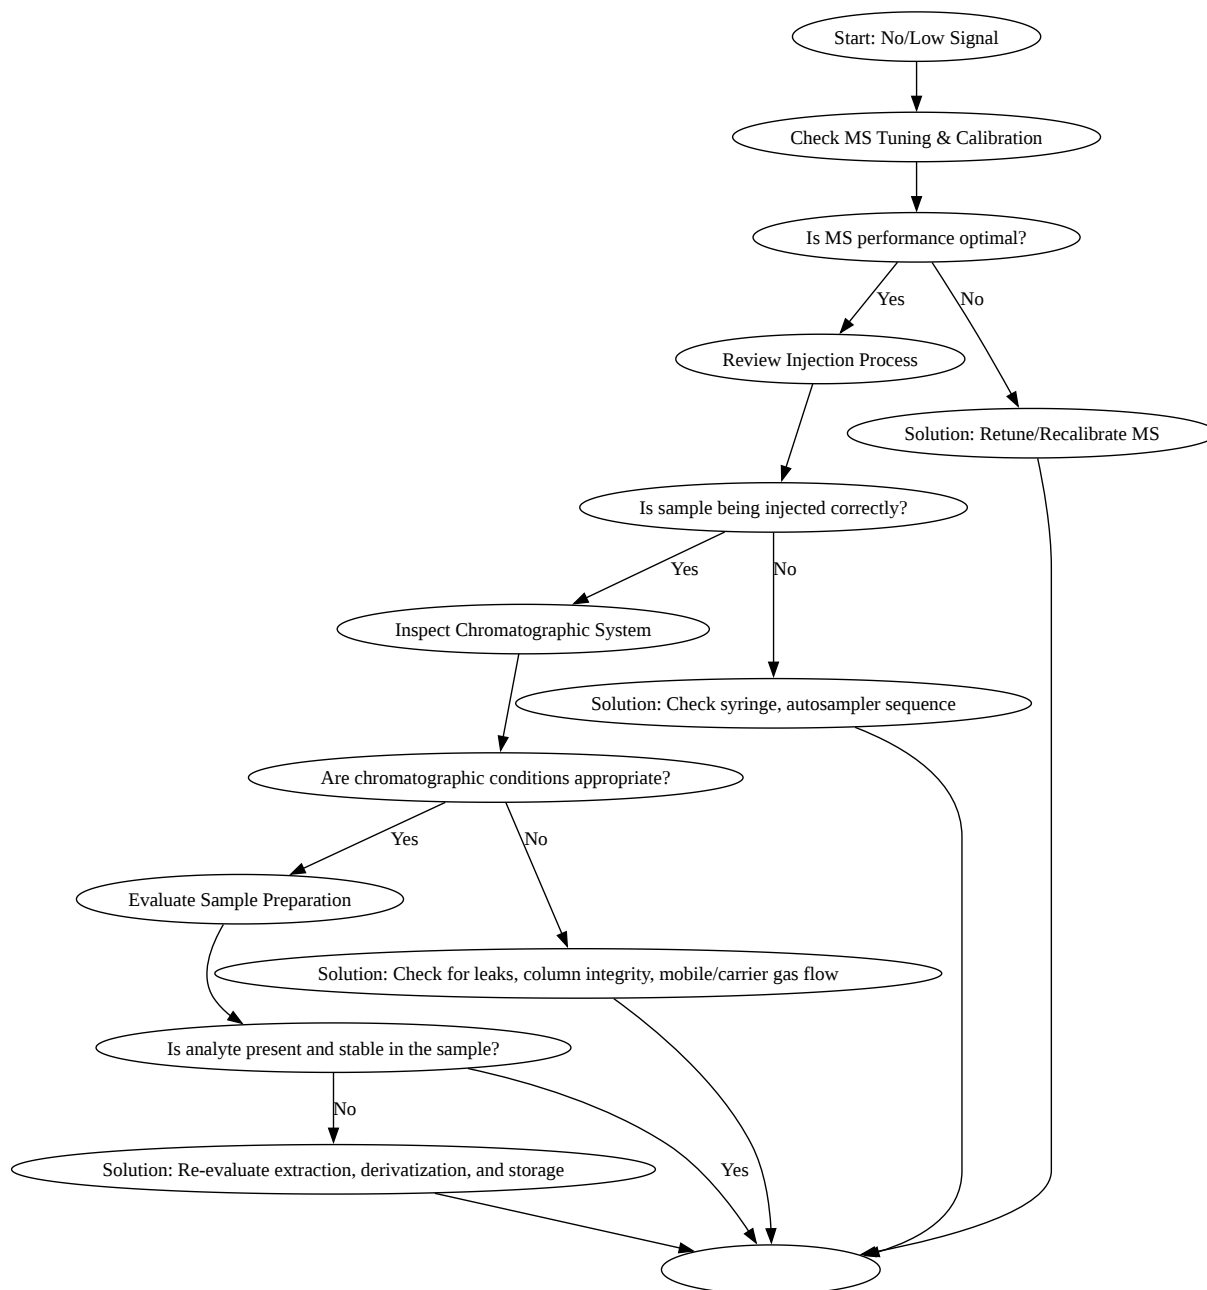 Start: No/Low Signal
Check MS Tuning & Calibration
Is MS performance optimal?
Yes
No
Review Injection Process
Solution: Retune/Recalibrate MS
Is sample being injected correctly?
Yes
No
Inspect Chromatographic System
Solution: Check syringe, autosampler sequence
Are chromatographic conditions appropriate?
Yes
No
Evaluate Sample Preparation
Solution: Check for leaks, column integrity, mobile/carrier gas flow
Is analyte present and stable in the sample?
No
Solution: Re-evaluate extraction, derivatization, and storage
Yes